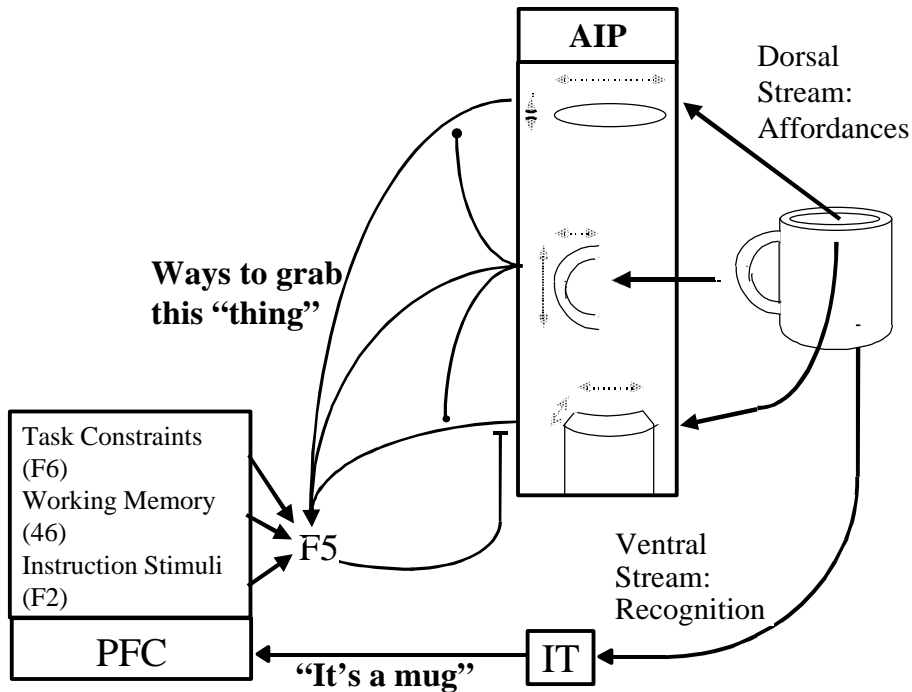 AIP
Dorsal
Stream:
Affordances
Ways to grab
this “thing”
Task Constraints
(F6)
Working Memory
(46)
Instruction Stimuli
(F2)
F5
Ventral
Stream:
Recognition
PFC
“It's a mug”
IT